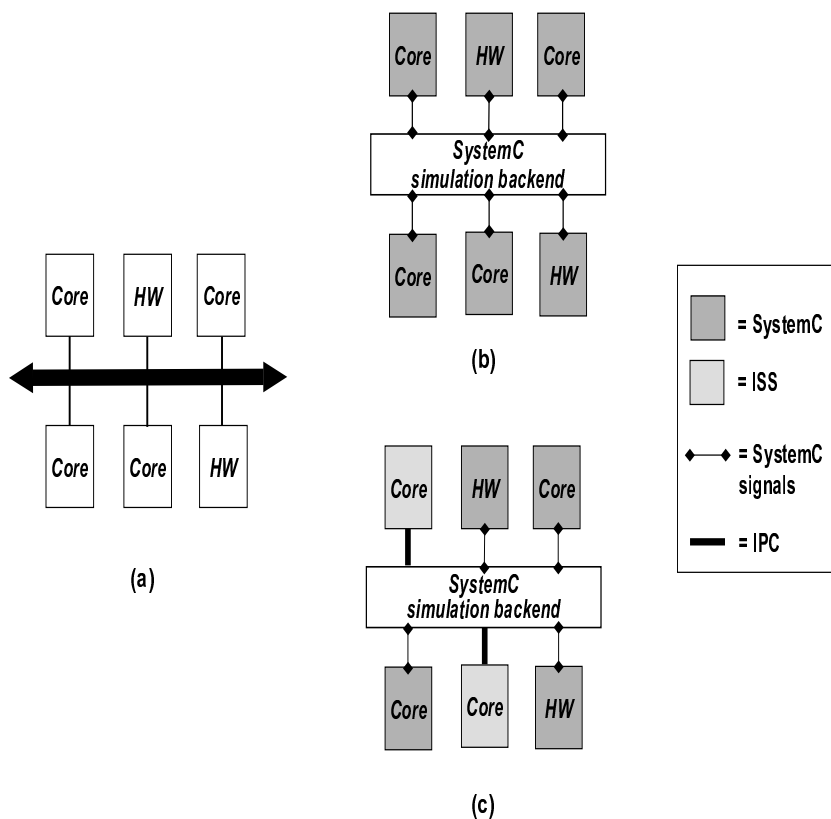 Core HW Core
SystemC
simulation backend
Core Core HW
(b)
Core HW Core
Core Core HW
(a)
= SystemC
= ISS
= SystemC
signals
= IPC
Core HW Core
SystemC
simulation backend
Core Core HW
(c)